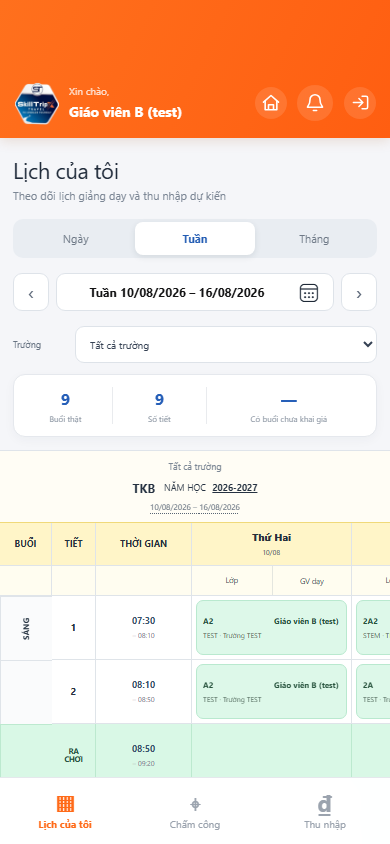 SkillTrip
Xin chào,
Giáo viên B (test)
Lịch của tôi
Theo dõi lịch giảng dạy và thu nhập dự kiến
Ngày Tuần Tháng
‹ Tuần 10/08/2026 – 16/08/2026 ›
Trường Tất cả trường
9 9 —
Buổi thật Số tiết Có buổi chưa khai giá
Tất cả trường
TKB NĂM HỌC 2026-2027
10/08/2026 – 16/08/2026
BUỔI TIẾT THỜI GIAN Thứ Hai
10/08
Lớp GV dạy
SÁNG
1 07:30 A2 Giáo viên B (test) 2A2
– 08:10 TEST · Trường TEST STEM · T
2 08:10 A2 Giáo viên B (test) 2A
– 08:50 TEST · Trường TEST TEST · Tr
RA CHƠI 08:50
– 09:20
Lịch của tôi Chấm công Thu nhập